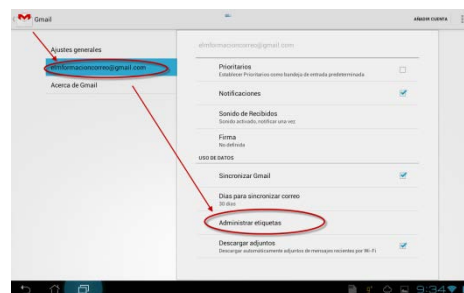 Gmail
AÑADIR CUENTA
Ajustes generales
elmformacioncorreo@gmail.com
Acerca de Gmail
elmformacioncorreo@gmail.com
Prioritarios
Establecer Prioritarios como bandeja de entrada predeterminada
Notificaciones
Sonido de Recibidos
Sonido activado, notificar una vez
Firma
No definida
USO DE DATOS
Sincronizar Gmail
Días para sincronizar correo
30 días
Administrar etiquetas
Descargar adjuntos
Descargar automáticamente adjuntos de mensajes recientes por Wi-Fi
9:34